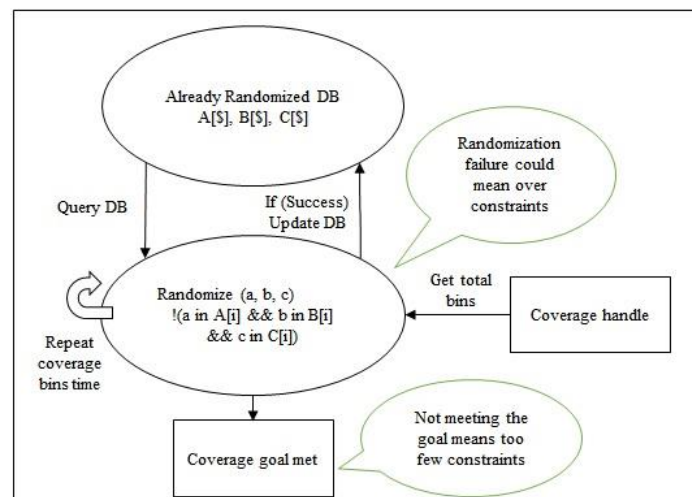 Already Randomized DB
A[$], B[$], C[$]
Randomization
failure could
mean over
constraints
Query DB
If (Success)
Update DB
Randomize (a, b, c)
!(a in A[i] && b in B[i]
&& c in C[i])
Get total
bins
Coverage handle
Repeat
coverage
bins time
Coverage goal met
Not meeting the
goal means too
few constraints